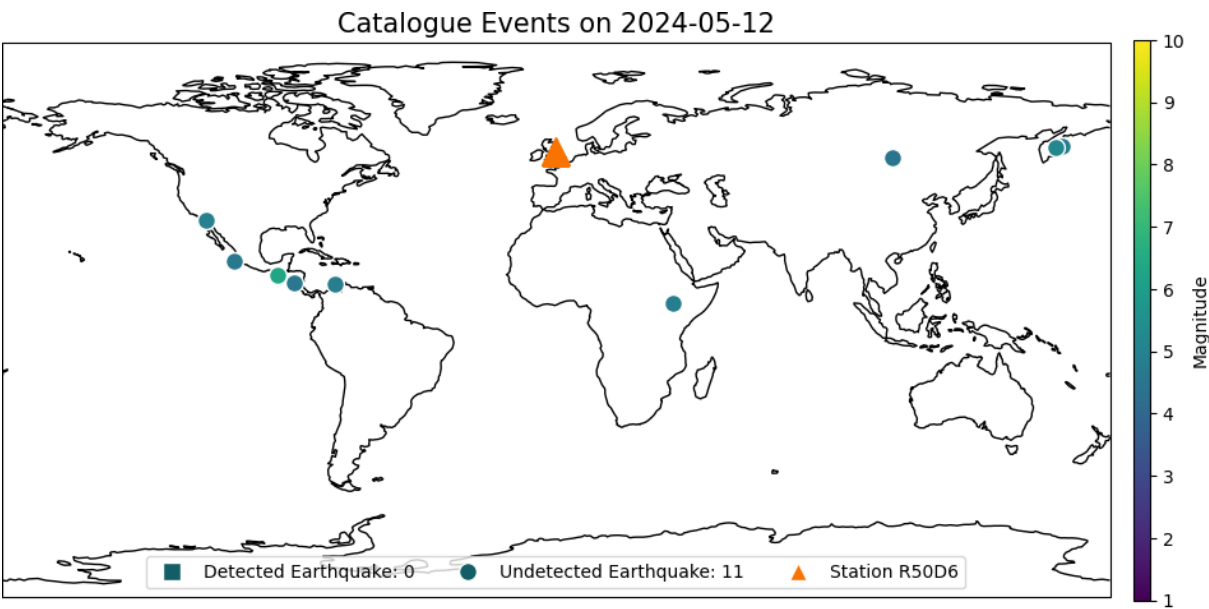 Catalogue Events on 2024-05-12
10
9
8
7
6
5
4
3
2
1
Magnitude
Detected Earthquake: 0
Undetected Earthquake: 11
Station R50D6